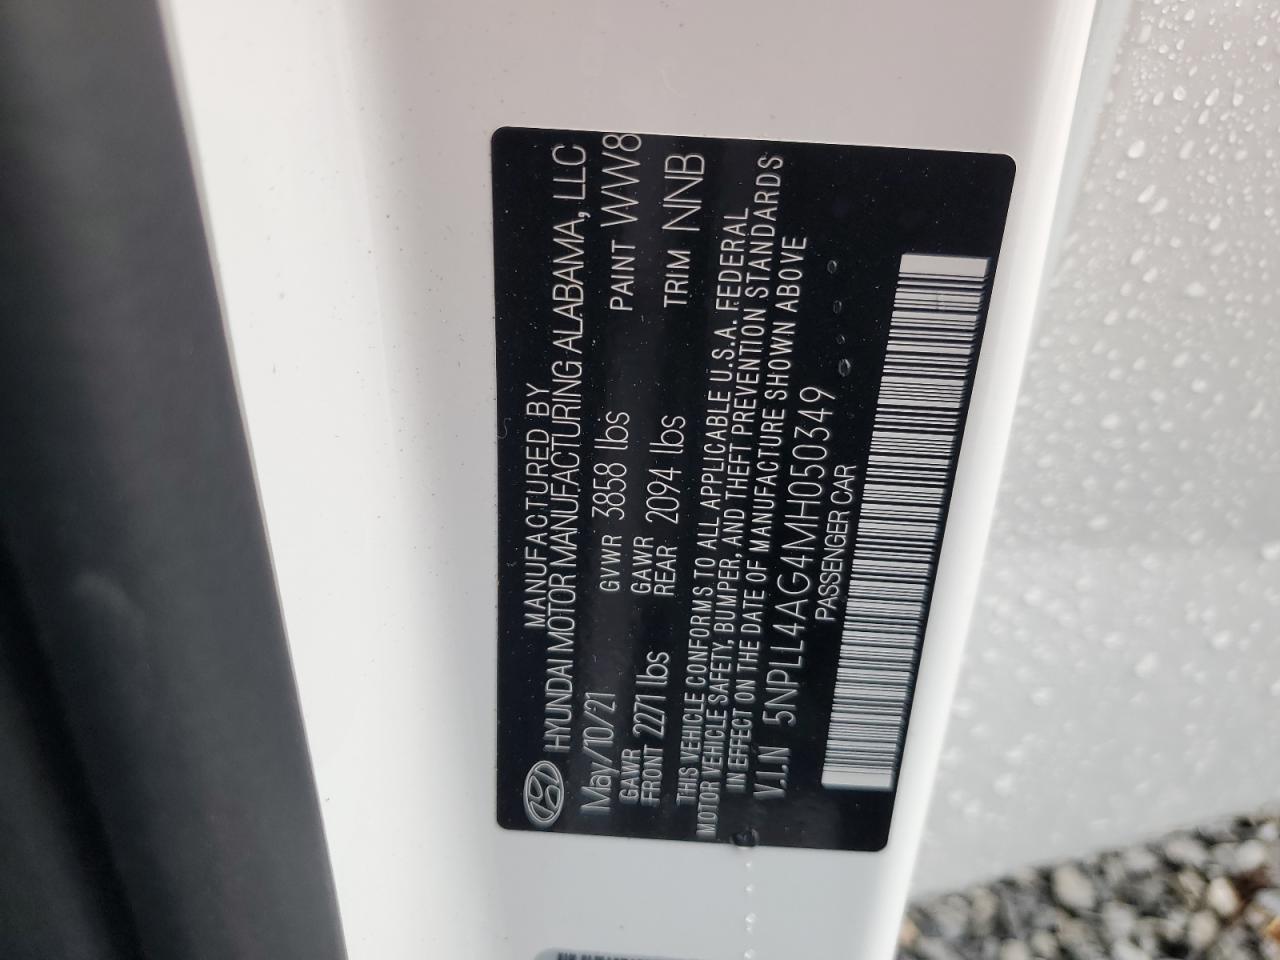 MANUFACTURED BY
HYUNDAI MOTOR MANUFACTURING ALABAMA, LLC
May/10/21 GVWR 3858 lbs PAINT WW8
GAWR FRONT 2271 lbs GAWR REAR 2094 lbs TRIM NNB
THIS VEHICLE CONFORMS TO ALL APPLICABLE U.S.A. FEDERAL
MOTOR VEHICLE SAFETY, BUMPER, AND THEFT PREVENTION STANDARDS
IN EFFECT ON THE DATE OF MANUFACTURE SHOWN ABOVE
V.I.N 5NPLL4AG4MH050349
PASSENGER CAR